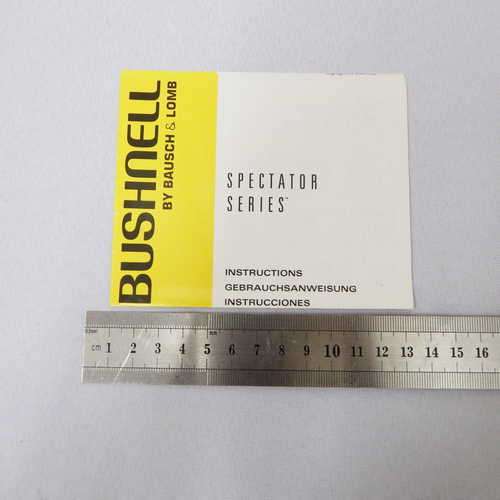 BUSHNELL
BY BAUSCH & LOMB
SPECTATOR
SERIES™
INSTRUCTIONS
GEBRAUCHSANWEISUNG
INSTRUCCIONES
cm 1 2 3 4 5 6 7 8 9 10 11 12 13 14 15 16